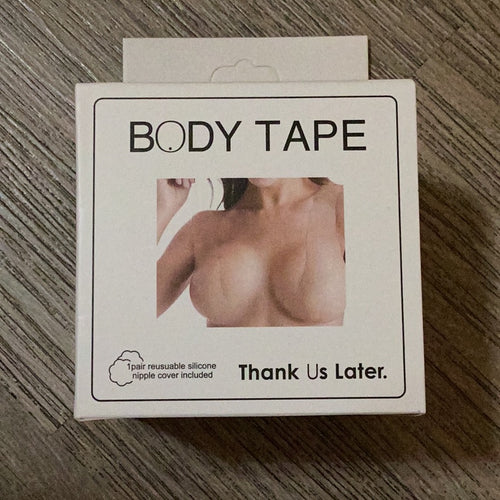 BODY TAPE
1pair reusuable silicone
nipple cover included
Thank Us Later.